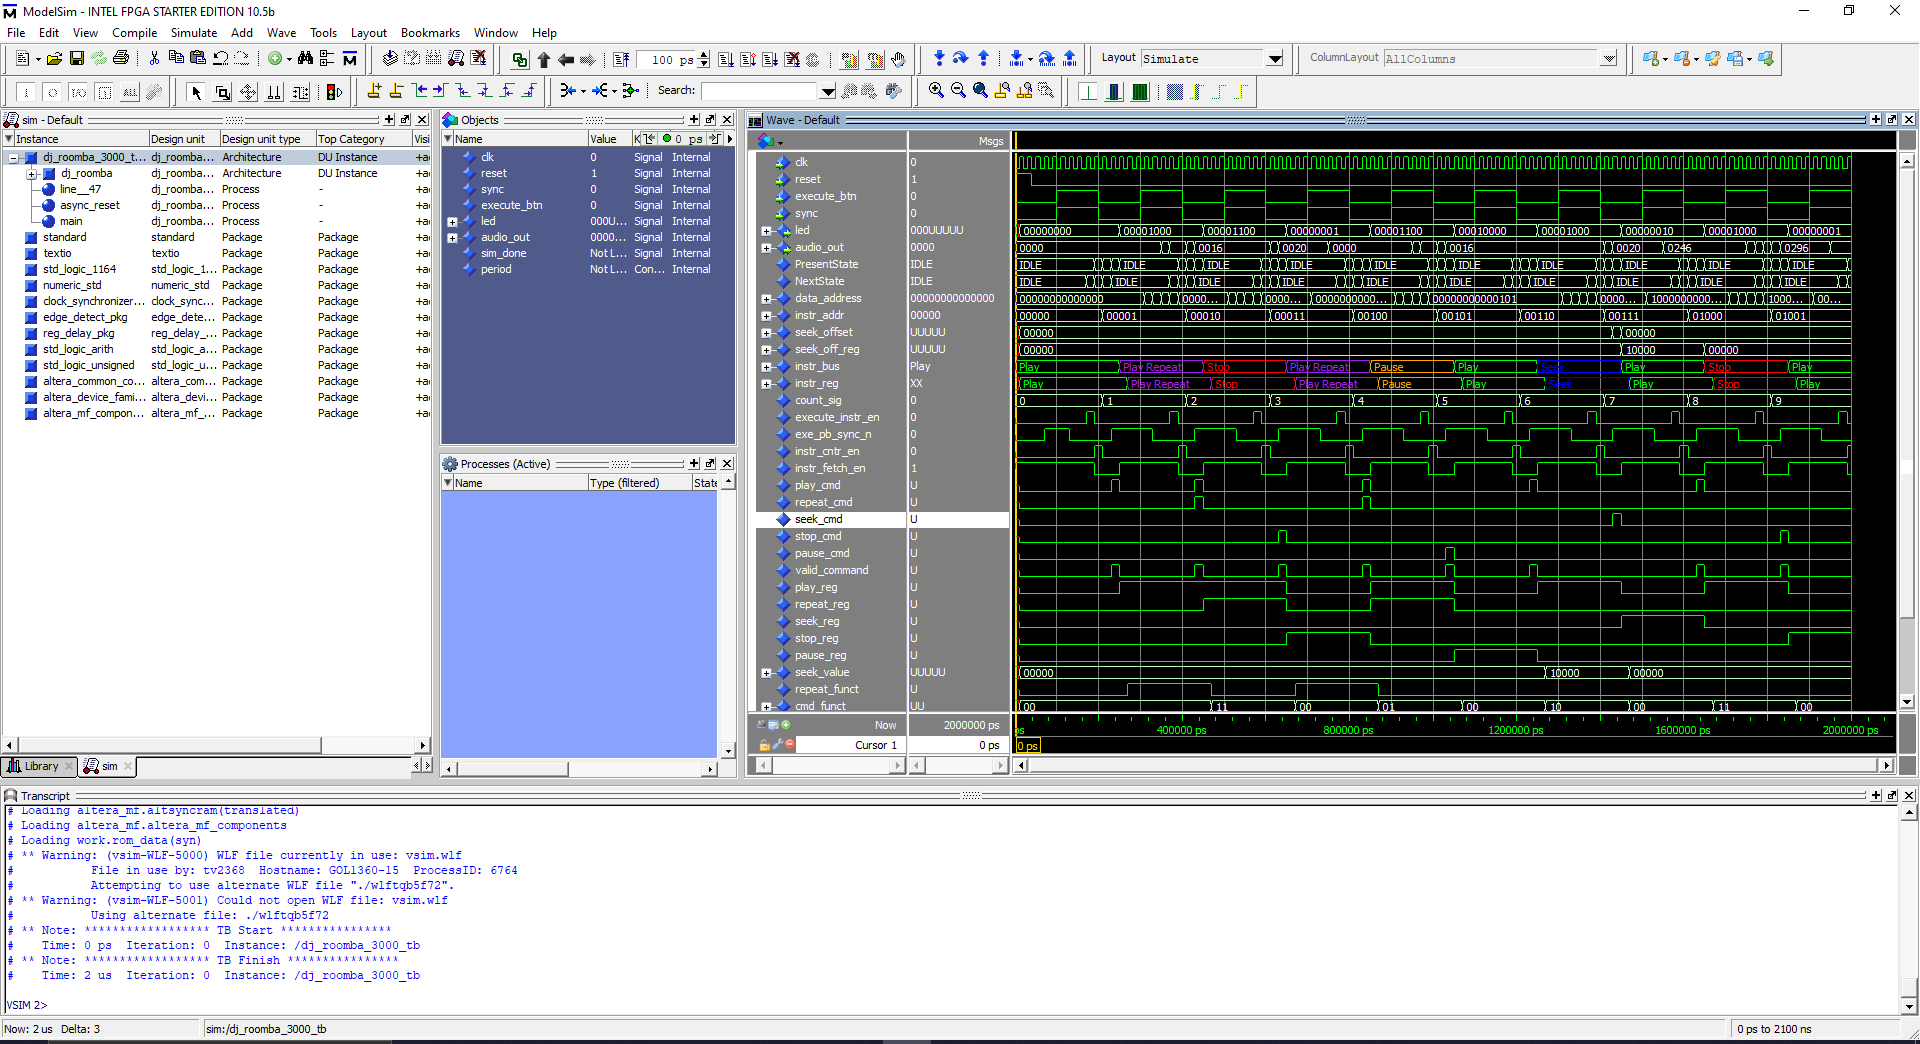 ModelSim - INTEL FPGA STARTER EDITION 10.5b
File Edit View Compile Simulate Add Wave Tools Layout Bookmarks Window Help
100 ps
Layout Simulate
ColumnLayout AllColumns
Search:
sim - Default
Instance Design unit Design unit type Top Category Visi
dj_roomba_3000_t... dj_roomba... Architecture DU Instance
dj_roomba dj_roomba... Architecture DU Instance
line__47 dj_roomba... Process -
async_reset dj_roomba... Process -
main dj_roomba... Process -
standard standard Package Package
textio textio Package Package
std_logic_1164 std_logic_1... Package Package
numeric_std numeric_std Package Package
clock_synchronizer... clock_sync... Package Package
edge_detect_pkg edge_dete... Package Package
reg_delay_pkg reg_delay_... Package Package
std_logic_arith std_logic_a... Package Package
std_logic_unsigned std_logic_u... Package Package
altera_common_co... altera_com... Package Package
altera_device_fami... altera_devi... Package Package
altera_mf_compon... altera_mf_... Package Package
Library sim
Objects
Name Value K 0 ps
clk 0 Signal Internal
reset 1 Signal Internal
sync 0 Signal Internal
execute_btn 0 Signal Internal
led 000U... Signal Internal
audio_out 0000... Signal Internal
sim_done Not L... Signal Internal
period Not L... Con... Internal
Processes (Active)
Name Type (filtered) State
Wave - Default
Msgs
clk 0
reset 1
execute_btn 0
sync 0
led 000UUUUU 00000000 00001000 00001100 00000001 00001100 00010000 00001000 00000010 00001000 00000001
audio_out 0000 0000 0016 0020 0000 0016 0020 0246 0296
PresentState IDLE IDLE IDLE IDLE IDLE IDLE IDLE IDLE IDLE IDLE IDLE
NextState IDLE IDLE IDLE IDLE IDLE IDLE IDLE IDLE IDLE IDLE IDLE
data_address 00000000000000 00000000000000 0000... 0000... 0000000000... 00000000000101 0000... 1000000000... 1000... 00...
instr_addr 00000 00000 00001 00010 00011 00100 00101 00110 00111 01000 01001
seek_offset UUUUU 00000 00000
seek_off_reg UUUUU 00000 10000 00000
instr_bus Play Play Play Repeat Stop Play Repeat Pause Play Seek Play Stop Play
instr_reg XX Play Play Repeat Stop Play Repeat Pause Play Seek Play Stop Play
count_sig 0 0 1 2 3 4 5 6 7 8 9
execute_instr_en 0
exe_pb_sync_n 0
instr_cntr_en 0
instr_fetch_en 1
play_cmd U
repeat_cmd U
seek_cmd U
stop_cmd U
pause_cmd U
valid_command U
play_reg U
repeat_reg U
seek_reg U
stop_reg U
pause_reg U
seek_value UUUUU 00000 10000 00000
repeat_funct U
cmd_funct UU 00 11 00 01 00 10 00 11 00
Now 2000000 ps ps 400000 ps 800000 ps 1200000 ps 1600000 ps 2000000 ps
Cursor 1 0 ps 0 ps
Transcript
# Loading altera_mf.altsyncram(translated)
# Loading altera_mf.altera_mf_components
# Loading work.rom_data(syn)
# ** Warning: (vsim-WLF-5000) WLF file currently in use: vsim.wlf
# File in use by: tv2368 Hostname: GOL1360-15 ProcessID: 6764
# Attempting to use alternate WLF file "./wlftqb5f72".
# ** Warning: (vsim-WLF-5001) Could not open WLF file: vsim.wlf
# Using alternate file: ./wlftqb5f72
# ** Note: ****************** TB Start ****************
# Time: 0 ps Iteration: 0 Instance: /dj_roomba_3000_tb
# ** Note: ****************** TB Finish ****************
# Time: 2 us Iteration: 0 Instance: /dj_roomba_3000_tb
VSIM 2>
Now: 2 us Delta: 3 sim:/dj_roomba_3000_tb 0 ps to 2100 ns